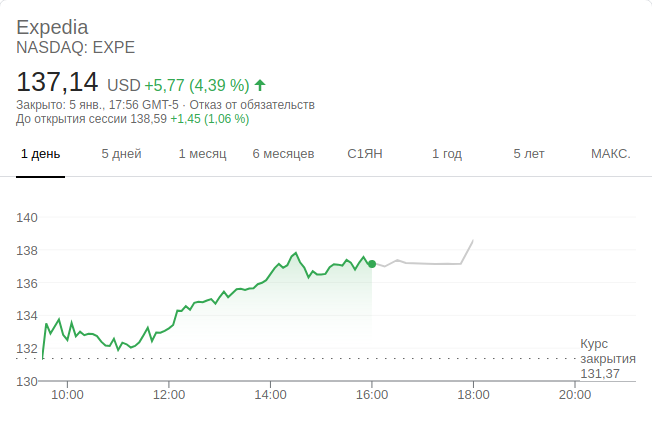 Expedia
NASDAQ: EXPE
137,14 USD +5,77 (4,39 %)
Закрыто: 5 янв., 17:56 GMT-5 · Отказ от обязательств
До открытия сессии 138,59 +1,45 (1,06 %)
1 день 5 дней 1 месяц 6 месяцев С1ЯН 1 год 5 лет МАКС.
140
138
136
134
132
130
Курс
закрытия
131,37
10:00 12:00 14:00 16:00 18:00 20:00